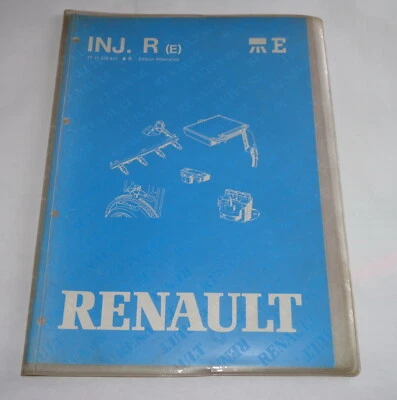 INJ. R (E)
E
RENAULT